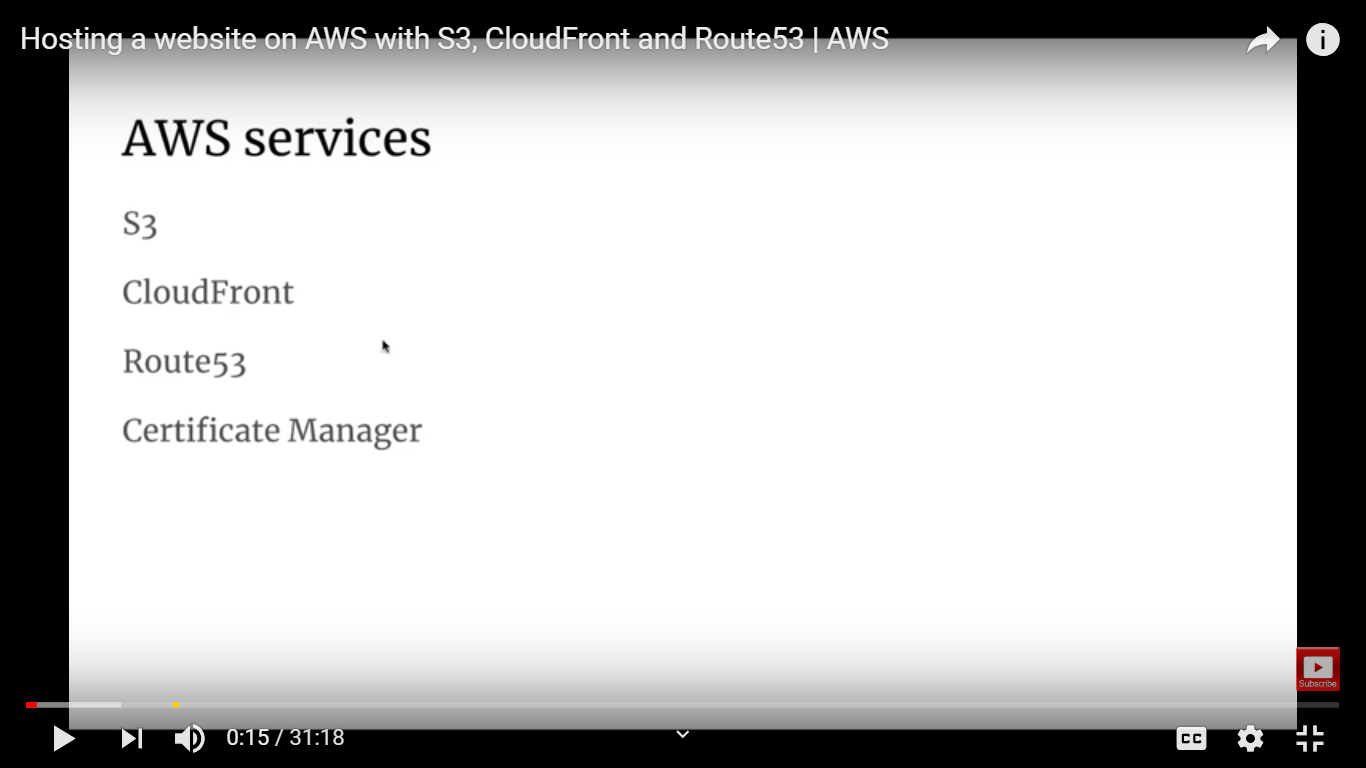 Hosting a website on AWS with S3, CloudFront and Route53 | AWS
AWS services
S3
CloudFront
Route53
Certificate Manager
Subscribe
0:15 / 31:18
CC